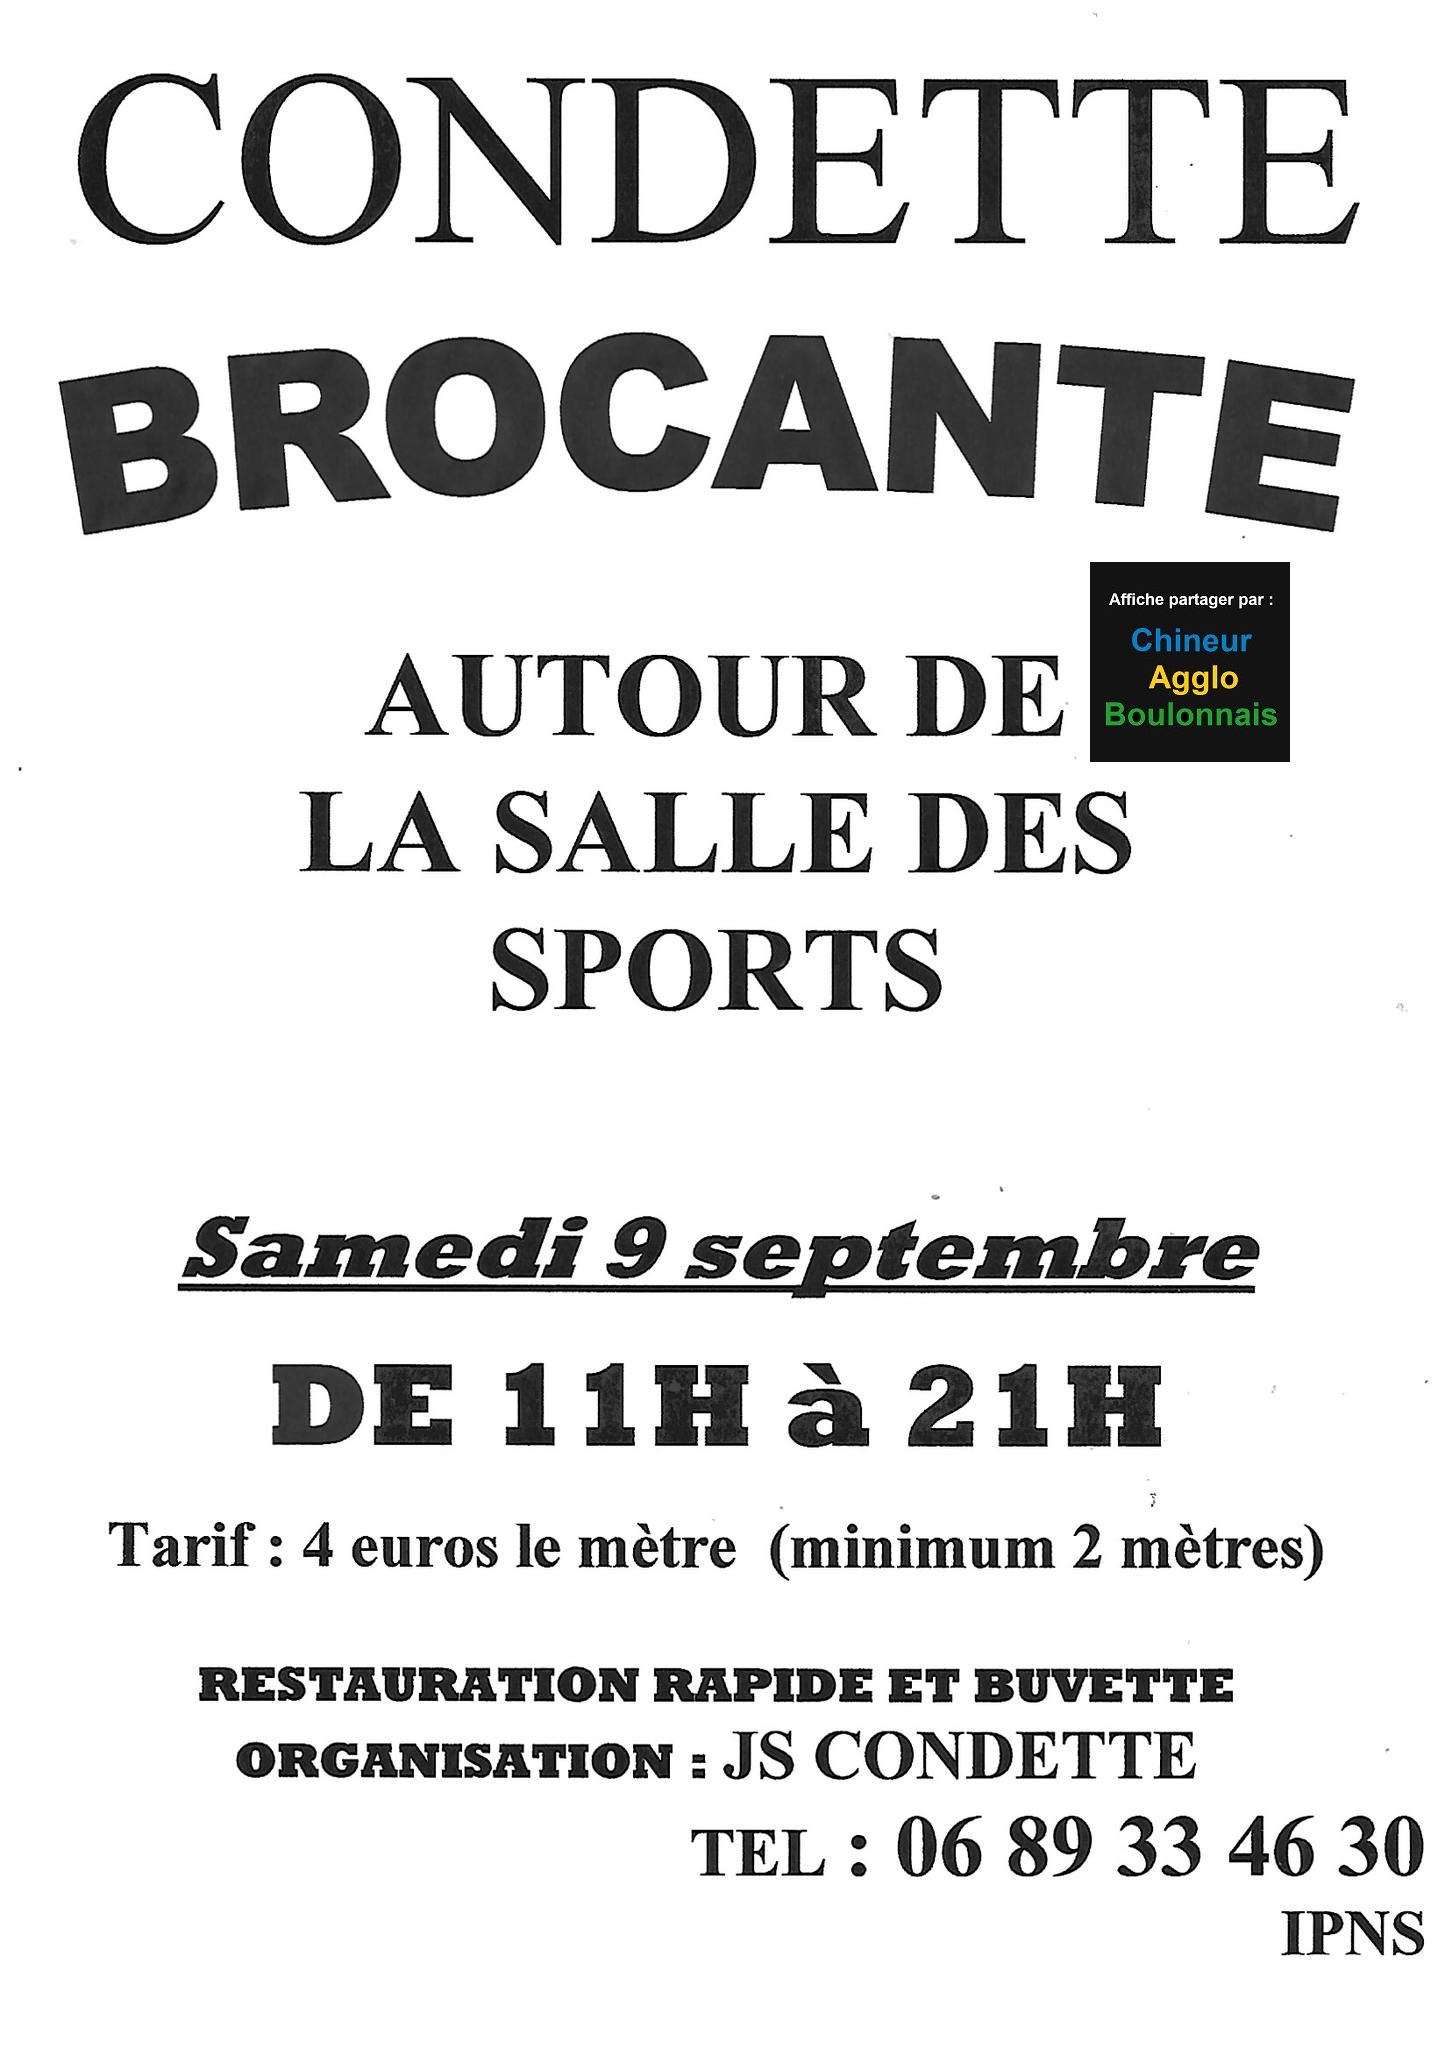 CONDETTE
BROCANTE
Affiche partager par :
Chineur
Agglo
Boulonnais
AUTOUR DE
LA SALLE DES
SPORTS
Samedi 9 septembre
DE 11H à 21H
Tarif : 4 euros le mètre (minimum 2 mètres)
RESTAURATION RAPIDE ET BUVETTE
ORGANISATION : JS CONDETTE
TEL : 06 89 33 46 30
IPNS